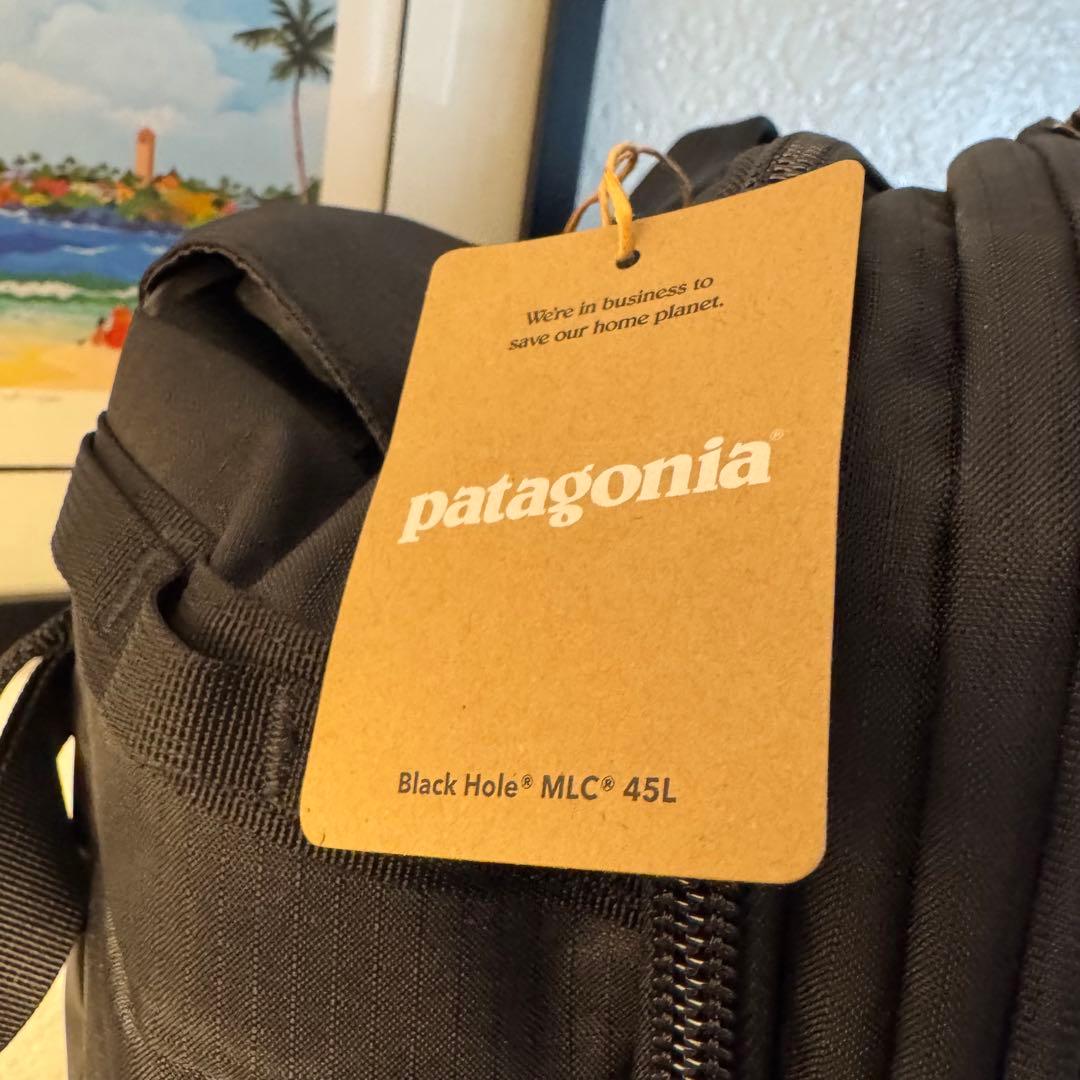 We're in business to
save our home planet.
patagonia®
Black Hole® MLC® 45L